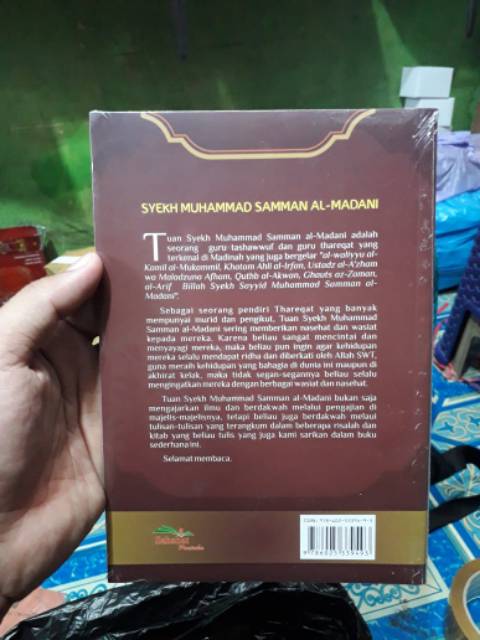 SYEKH MUHAMMAD SAMMAN AL-MADANI
Tuan Syekh Muhammad Samman al-Madani adalah
seorang guru tashawwuf dan guru thareqat yang
terkenal di Madinah yang juga bergelar "al-waliyyu al-
Kamil al-Mukammil, Khatam Ahli al-Irfan, Ustadz al-A'zham
wa Maladzuna Afham, Quthb al-Akwan, Ghauts az-Zaman,
al-Arif Billah Syekh Sayyid Muhammad Samman al-
Madani".
Sebagai seorang pendiri Thareqat yang banyak
mempunyai murid dan pengikut, Tuan Syekh Muhammad
Samman al-Madani sering memberikan nasehat dan wasiat
kepada mereka. Karena beliau sangat mencintai dan
menyayagi mereka, maka beliau pun ingin agar kehidupan
mereka selalu mendapat ridha dan diberkati oleh Allah SWT,
guna meraih kehidupan yang bahagia di dunia ini maupun di
akhirat kelak, maka tidak segan-segannya beliau selalu
mengingatkan mereka dengan berbagai wasiat dan nasehat.
Tuan Syekh Muhammad Samman al-Madani bukan saja
mengajarkan ilmu dan berdakwah melalui pengajian di
majelis-majelisnya, tetapi beliau juga berdakwah melaui
tulisan-tulisan yang terangkum dalam beberapa risalah dan
kitab yang beliau tulis yang juga kami sarikan dalam buku
sederhana ini.
Selamat membaca.
Sahabat